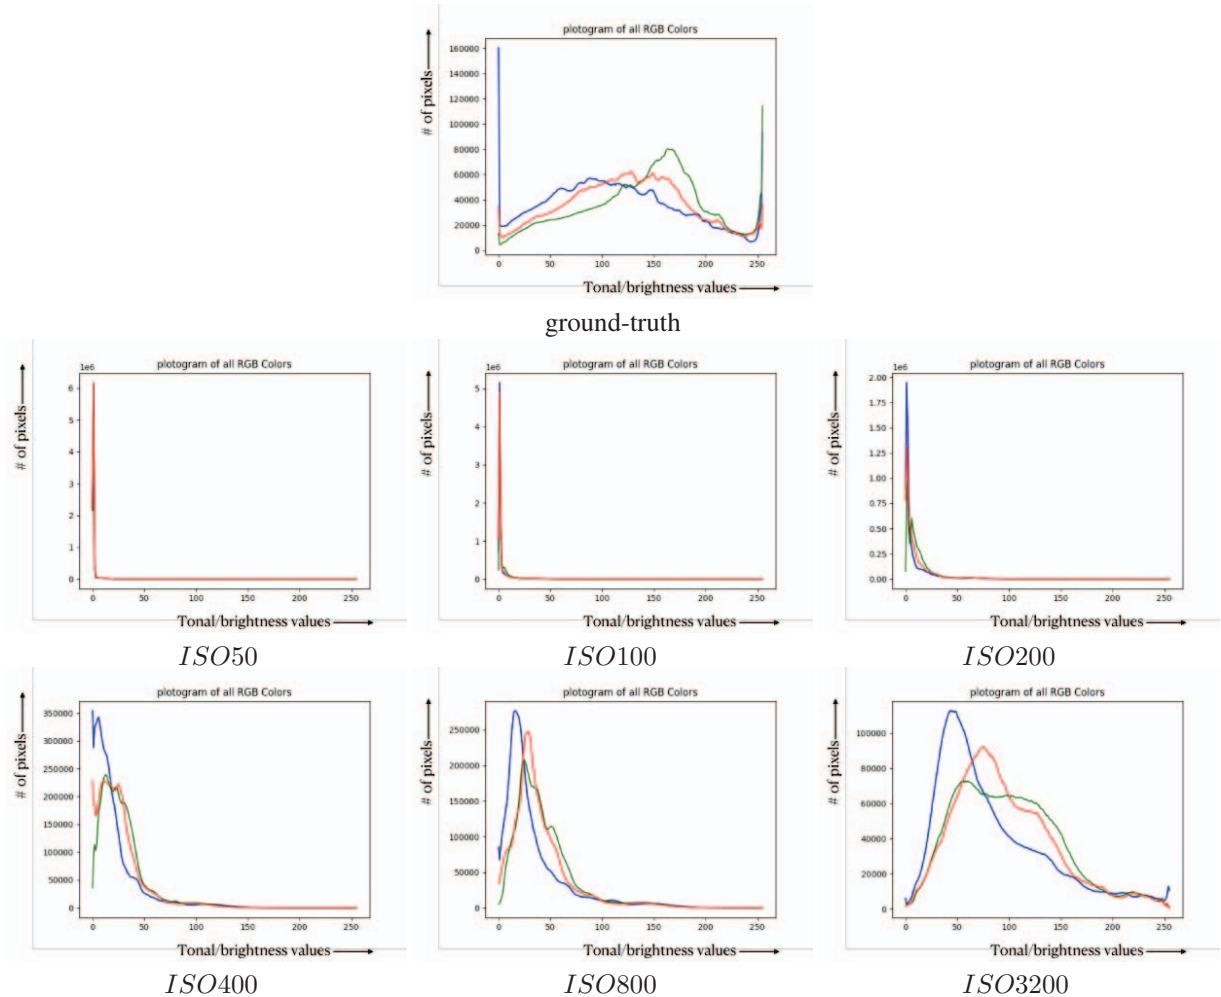 plotogram of all RGB Colors
# of pixels
160000
140000
120000
100000
80000
60000
40000
20000
0
0 50 100 150 200 250
Tonal/brightness values
ground-truth
plotogram of all RGB Colors
1e6
# of pixels
6
5
4
3
2
1
0
0 50 100 150 200 250
Tonal/brightness values
ISO50
plotogram of all RGB Colors
1e6
# of pixels
5
4
3
2
1
0
0 50 100 150 200 250
Tonal/brightness values
ISO100
plotogram of all RGB Colors
1e6
# of pixels
2.00
1.75
1.50
1.25
1.00
0.75
0.50
0.25
0.00
0 50 100 150 200 250
Tonal/brightness values
ISO200
plotogram of all RGB Colors
# of pixels
350000
300000
250000
200000
150000
100000
50000
0
0 50 100 150 200 250
Tonal/brightness values
ISO400
plotogram of all RGB Colors
# of pixels
250000
200000
150000
100000
50000
0
0 50 100 150 200 250
Tonal/brightness values
ISO800
plotogram of all RGB Colors
# of pixels
100000
80000
60000
40000
20000
0
0 50 100 150 200 250
Tonal/brightness values
ISO3200